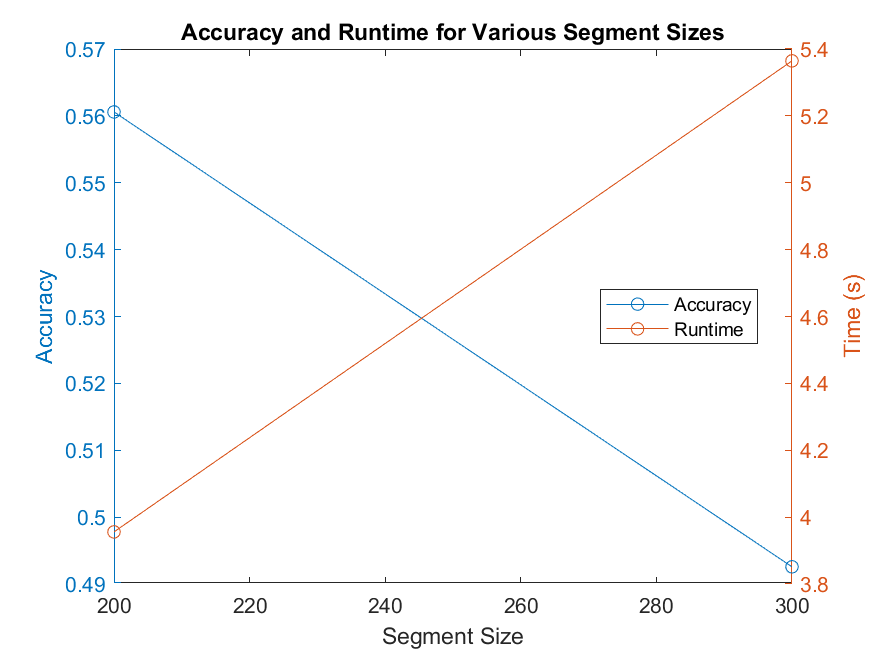 Accuracy and Runtime for Various Segment Sizes
0.57
0.56
0.55
0.54
0.53
0.52
0.51
0.5
0.49
Accuracy
5.4
5.2
5
4.8
4.6
4.4
4.2
4
3.8
Time (s)
Accuracy
Runtime
200 220 240 260 280 300
Segment Size